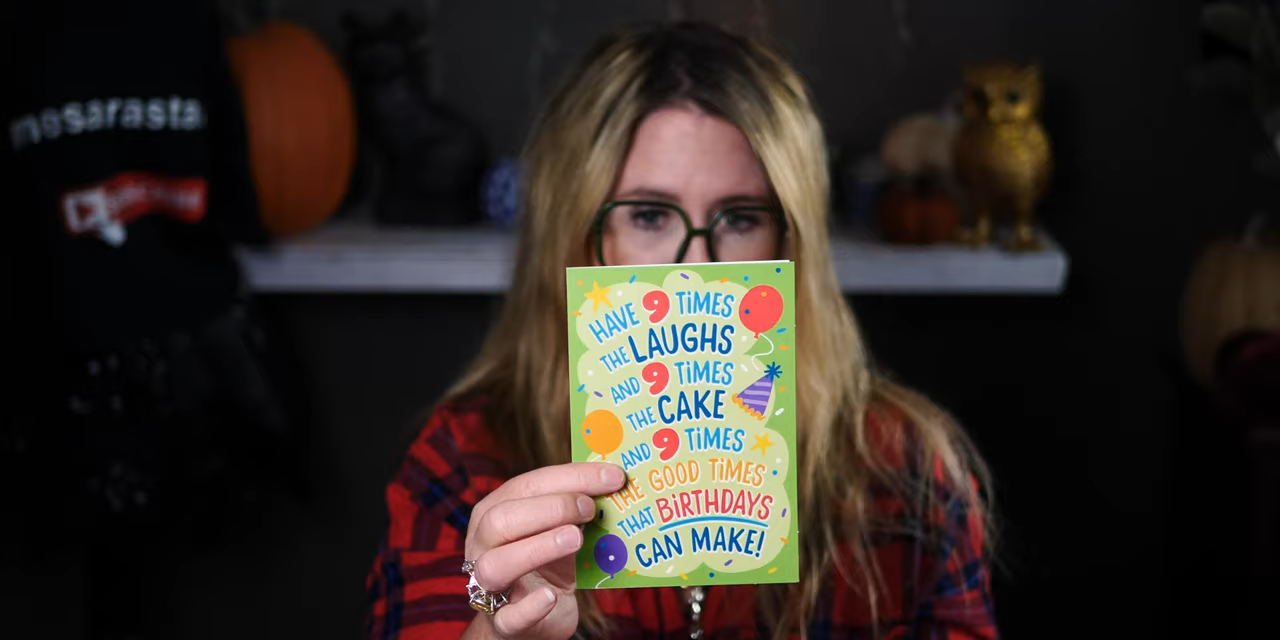 HAVE 9 TiMES
THE LAUGHS
AND 9 TiMES
THE CAKE
AND 9 TiMES
THE GOOD TiMES
THAT BiRTHDAYS
CAN MAKE!